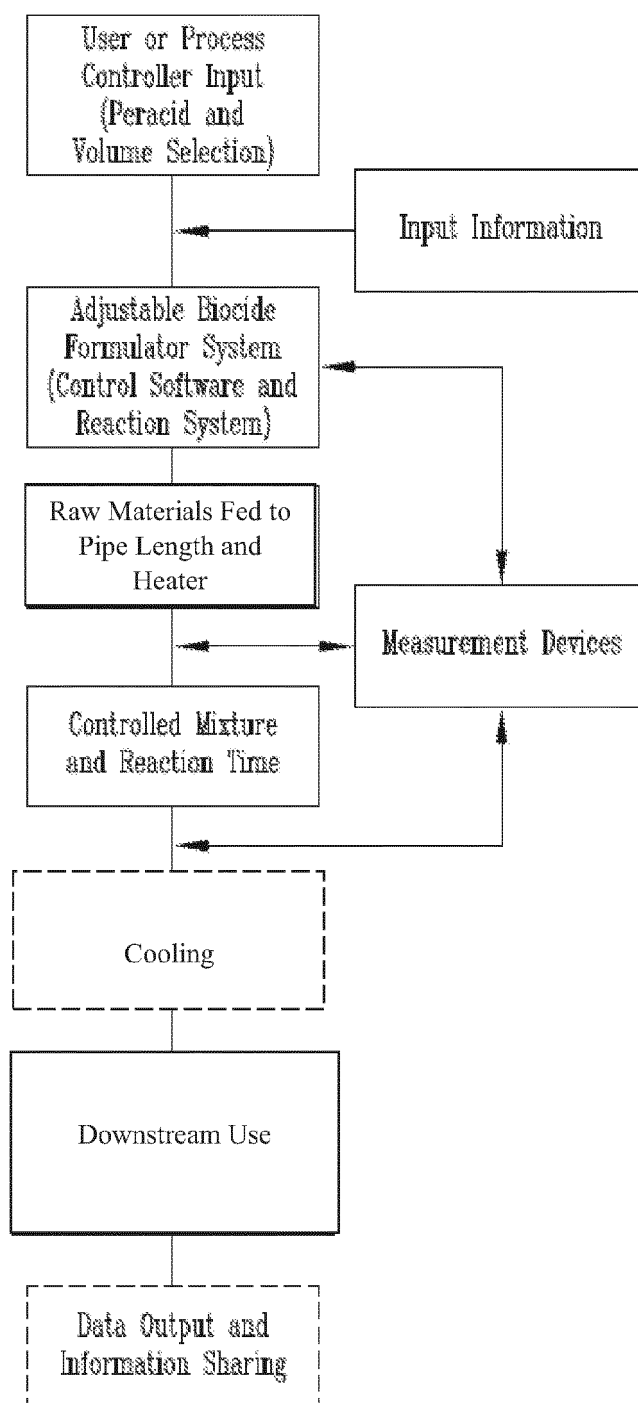 User or Process
Controller Input
(Peracid and
Volume Selection)
Input Information
Adjustable Biocide
Formulator System
(Control Software and
Reaction System)
Raw Materials Fed to
Pipe Length and
Heater
Measurement Devices
Controlled Mixture
and Reaction Time
Cooling
Downstream Use
Data Output and
Information Sharing